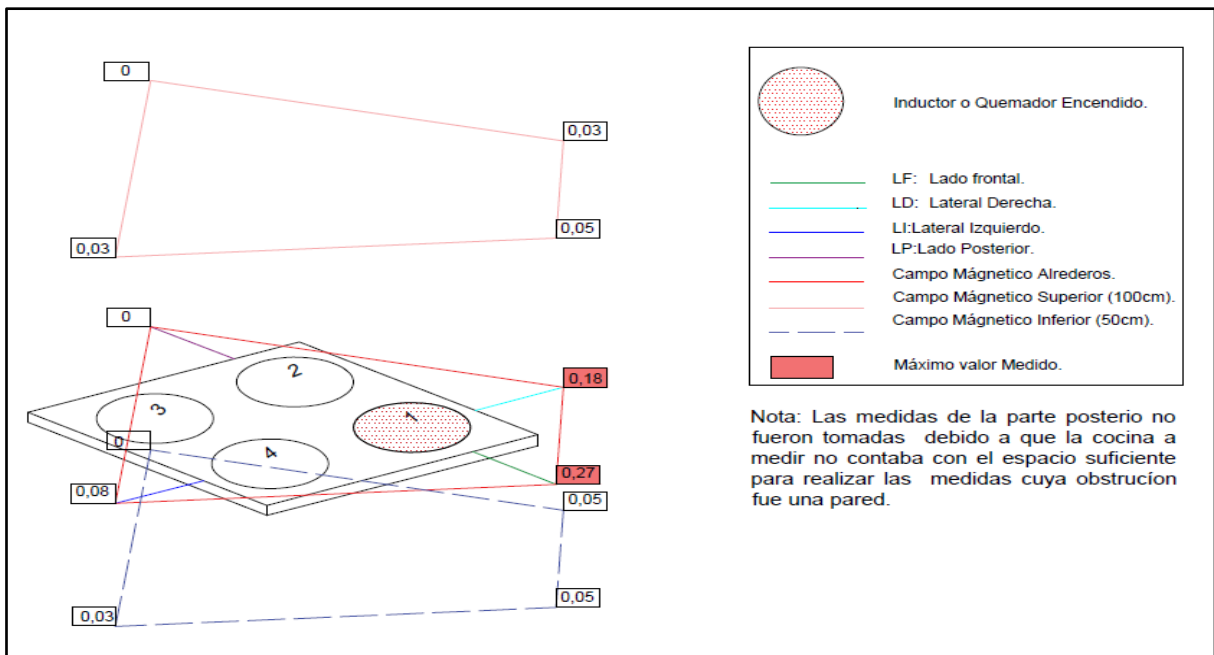 0
0,03
0,03
0,05
0
0,18
2
3
1
0
4
0,08
0,27
0,05
0,03
0,05
Inductor o Quemador Encendido.
LF: Lado frontal.
LD: Lateral Derecha.
LI:Lateral Izquierdo.
LP:Lado Posterior.
Campo Mágnetico Alrederos.
Campo Mágnetico Superior (100cm).
Campo Mágnetico Inferior (50cm).
Máximo valor Medido.
Nota: Las medidas de la parte posterio no
fueron tomadas debido a que la cocina a
medir no contaba con el espacio suficiente
para realizar las medidas cuya obstrucíon
fue una pared.